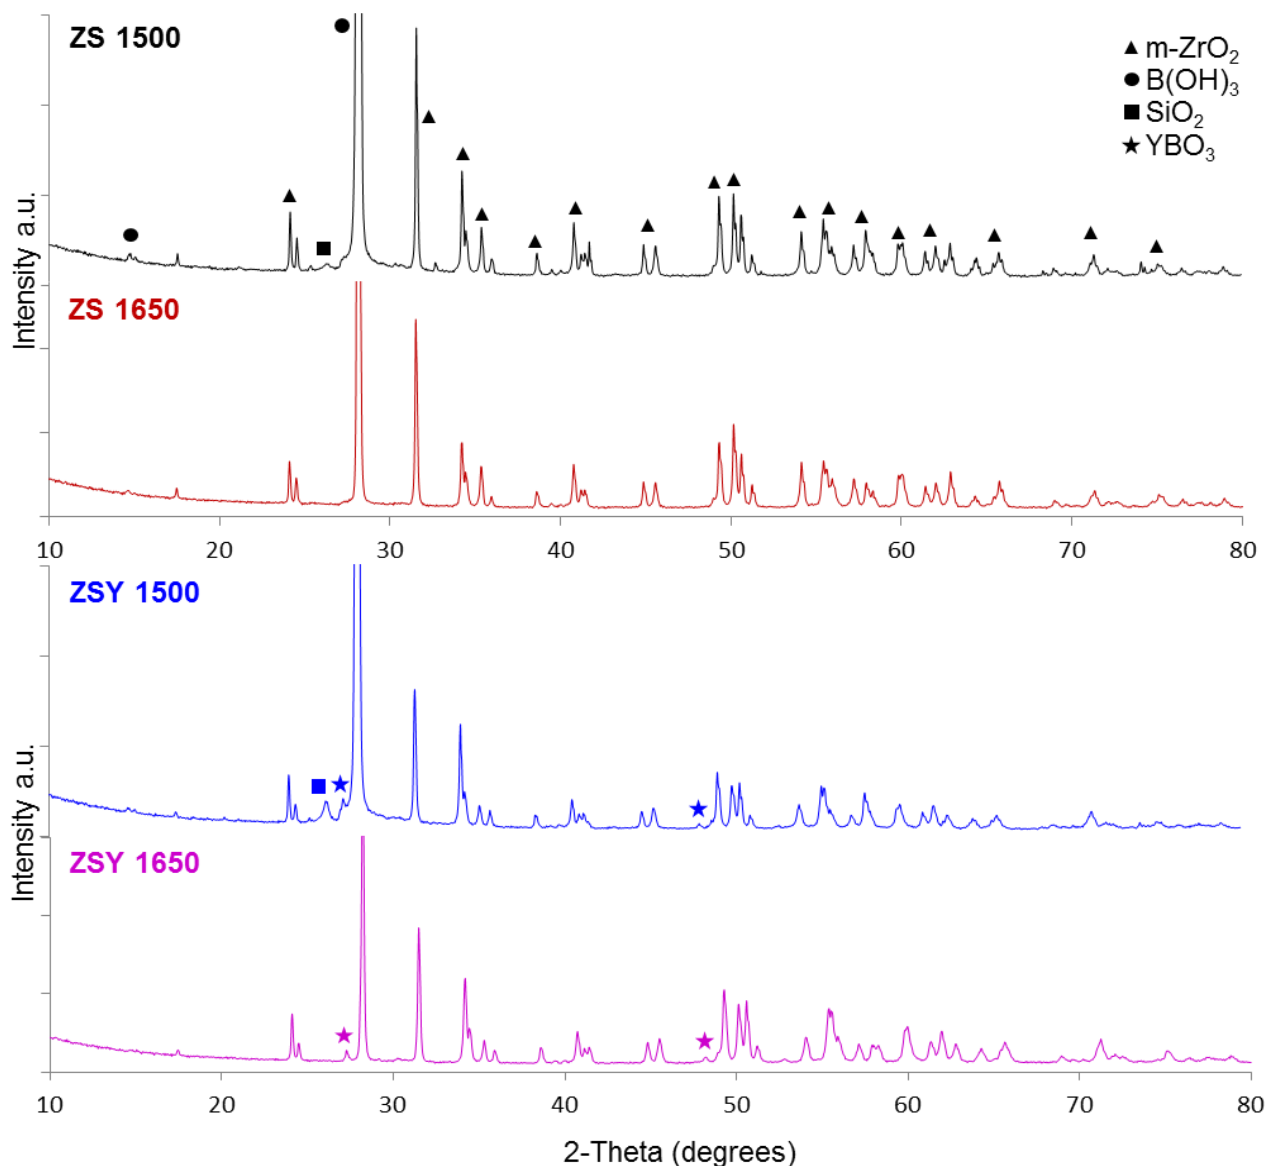 ZS 1500
▲ m-ZrO₂
● B(OH)₃
■ SiO₂
★ YBO₃
Intensity a.u.
ZS 1650
10 20 30 40 50 60 70 80
ZSY 1500
Intensity a.u.
ZSY 1650
10 20 30 40 50 60 70 80
2-Theta (degrees)